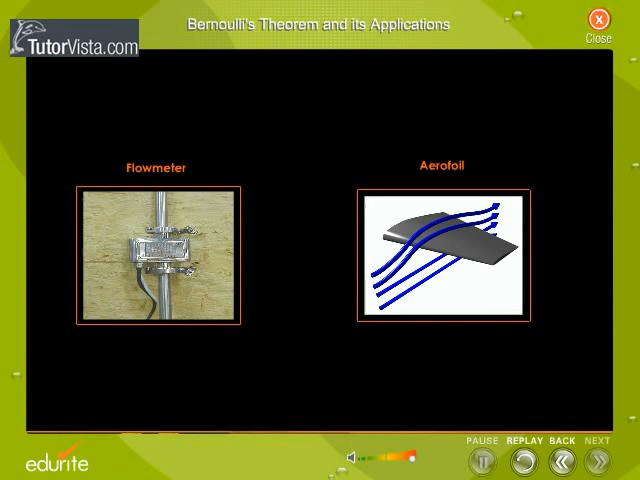 Bernoulli's Theorem and its Applications
X
Close
TutorVista.com
Flowmeter
Aerofoil
PAUSE REPLAY BACK NEXT
edurite